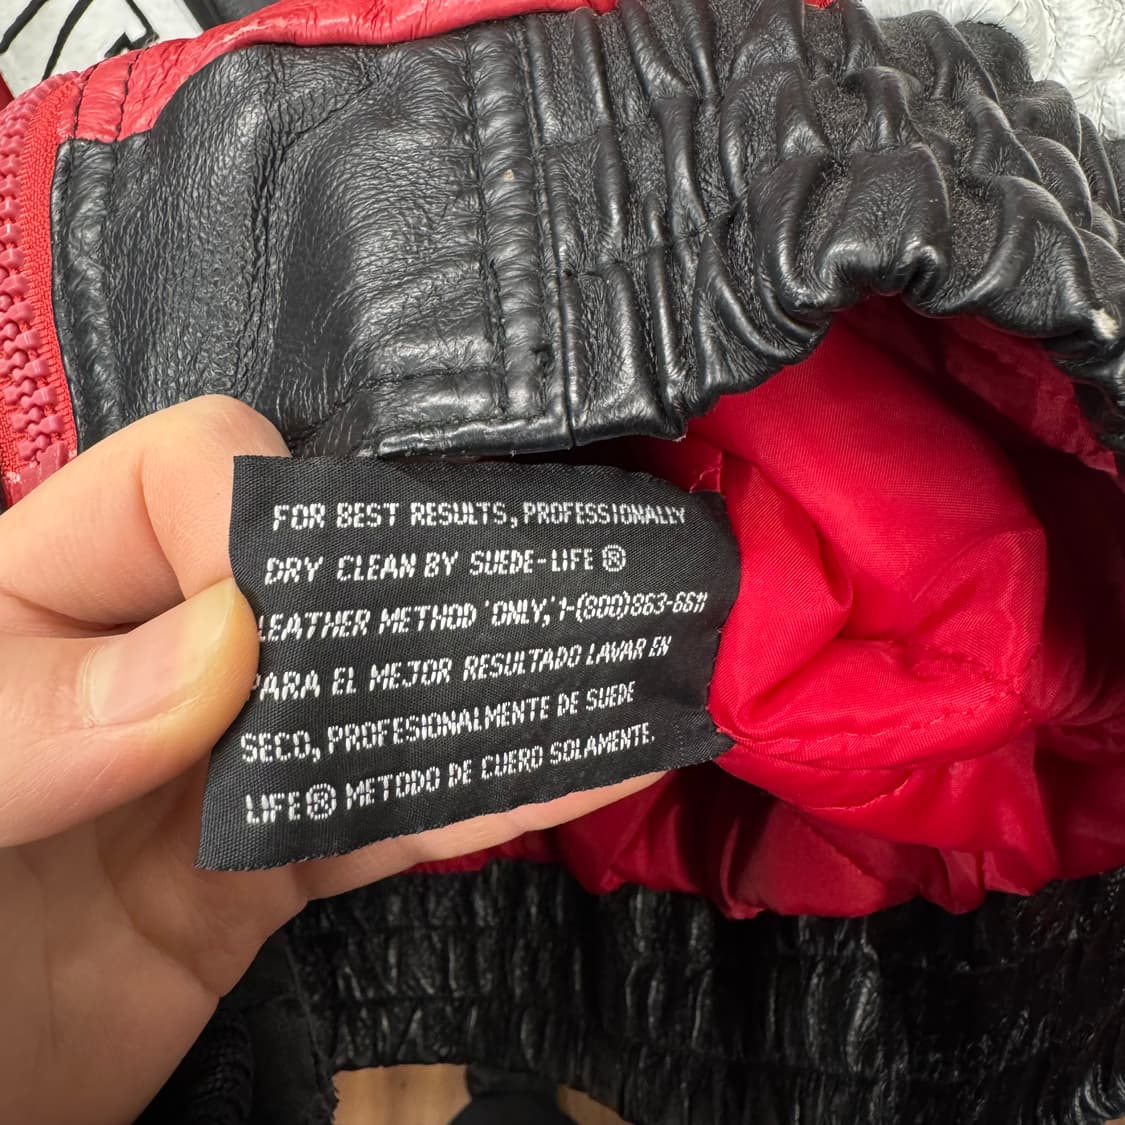 FOR BEST RESULTS, PROFESSIONALLY
DRY CLEAN BY SUEDE-LIFE ®
LEATHER METHOD 'ONLY,' 1-(800)863-6611
PARA EL MEJOR RESULTADO LAVAR EN
SECO, PROFESIONALMENTE DE SUEDE
LIFE ® METODO DE CUERO SOLAMENTE.